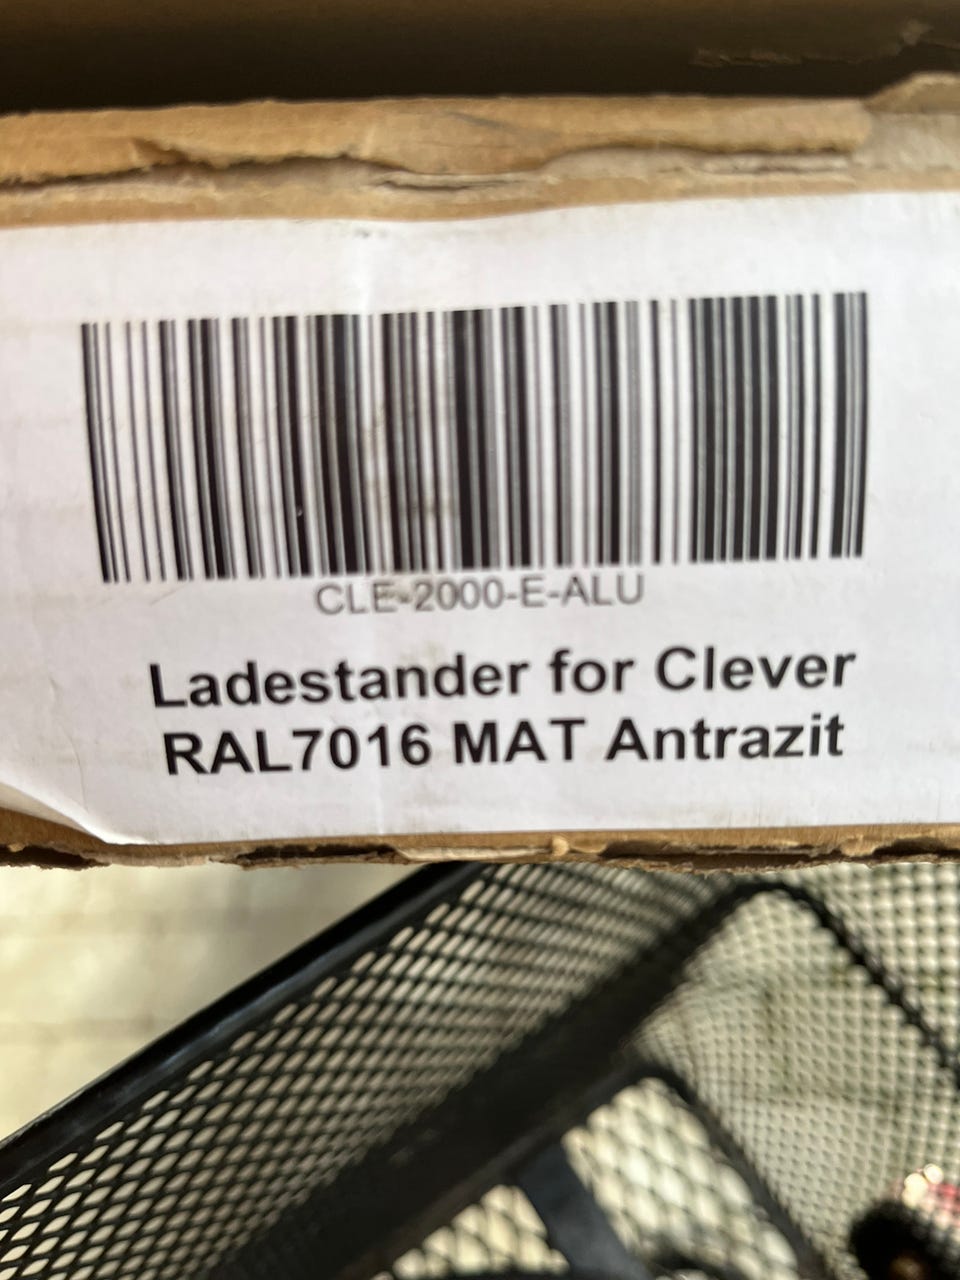 CLE-2000-E-ALU
Ladestander for Clever
RAL7016 MAT Antrazit